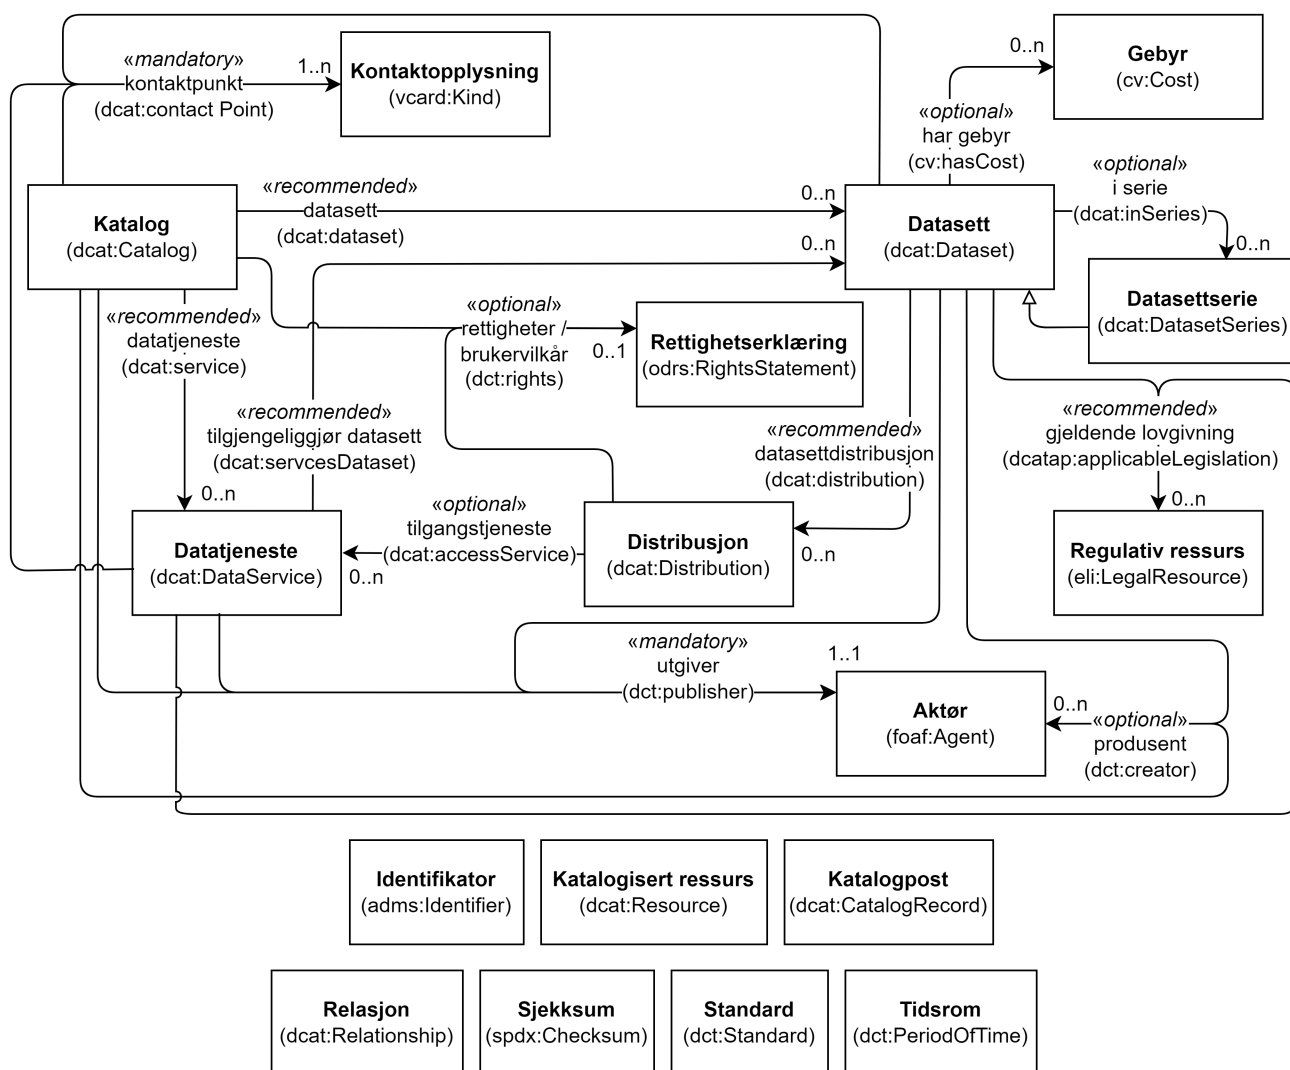 «mandatory»
kontaktpunkt
(dcat:contact Point)
1..n
Kontaktopplysning
(vcard:Kind)
0..n
Gebyr
(cv:Cost)
«optional»
har gebyr
(cv:hasCost)
«optional»
i serie
(dcat:inSeries)
0..n
Katalog
(dcat:Catalog)
«recommended»
datasett
(dcat:dataset)
0..n
0..n
Datasett
(dcat:Dataset)
Datasettserie
(dcat:DatasetSeries)
«recommended»
datatjeneste
(dcat:service)
0..n
«optional»
rettigheter /
brukervilkår
(dct:rights)
0..1
Rettighetserklæring
(odrs:RightsStatement)
«recommended»
tilgjengeliggjør datasett
(dcat:servcesDataset)
«recommended»
datasettdistribusjon
(dcat:distribution)
0..n
«recommended»
gjeldende lovgivning
(dcatap:applicableLegislation)
0..n
Datatjeneste
(dcat:DataService)
«optional»
tilgangstjeneste
(dcat:accessService)
0..n
Distribusjon
(dcat:Distribution)
Regulativ ressurs
(eli:LegalResource)
«mandatory»
utgiver
(dct:publisher)
1..1
Aktør
(foaf:Agent)
0..n
«optional»
produsent
(dct:creator)
Identifikator
(adms:Identifier)
Katalogisert ressurs
(dcat:Resource)
Katalogpost
(dcat:CatalogRecord)
Relasjon
(dcat:Relationship)
Sjekksum
(spdx:Checksum)
Standard
(dct:Standard)
Tidsrom
(dct:PeriodOfTime)